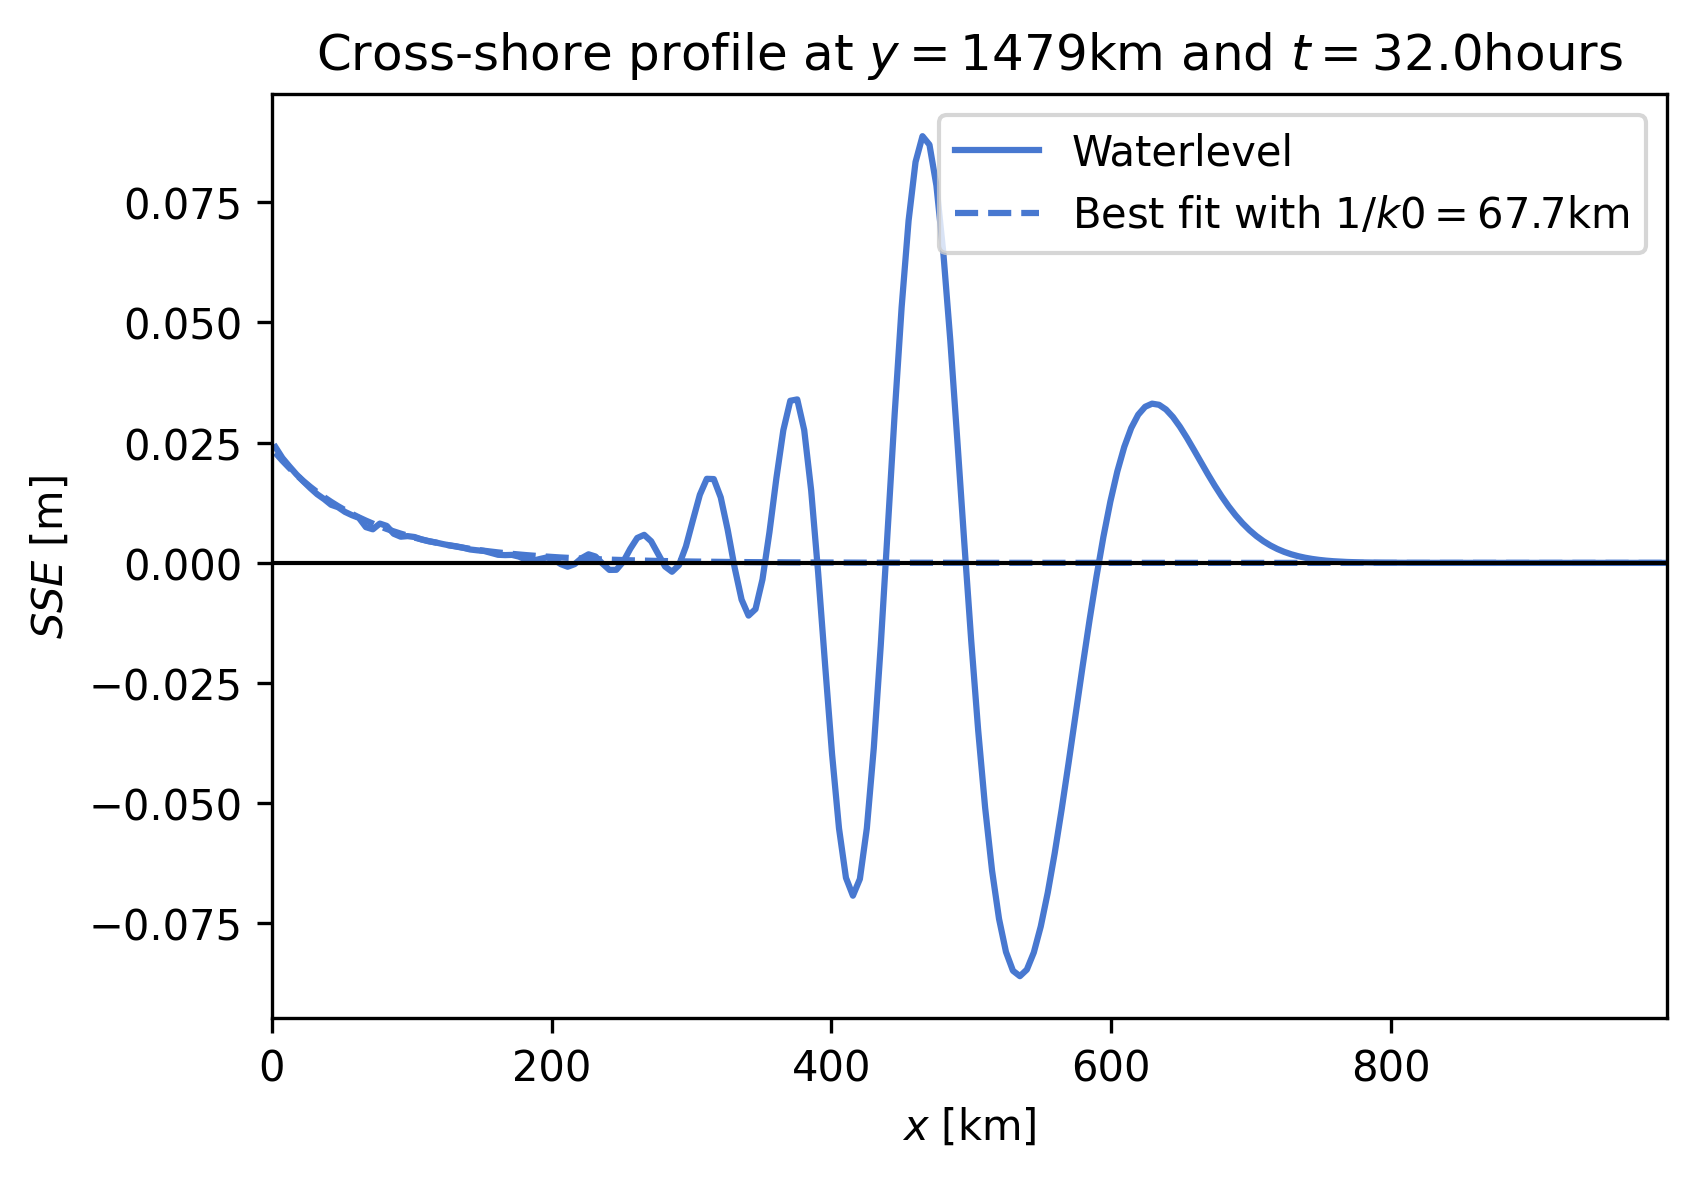 Cross-shore profile at y = 1479km and t = 32.0hours
Waterlevel
Best fit with 1/k0 = 67.7km
SSE [m]
0.075
0.050
0.025
0.000
−0.025
−0.050
−0.075
0 200 400 600 800
x [km]